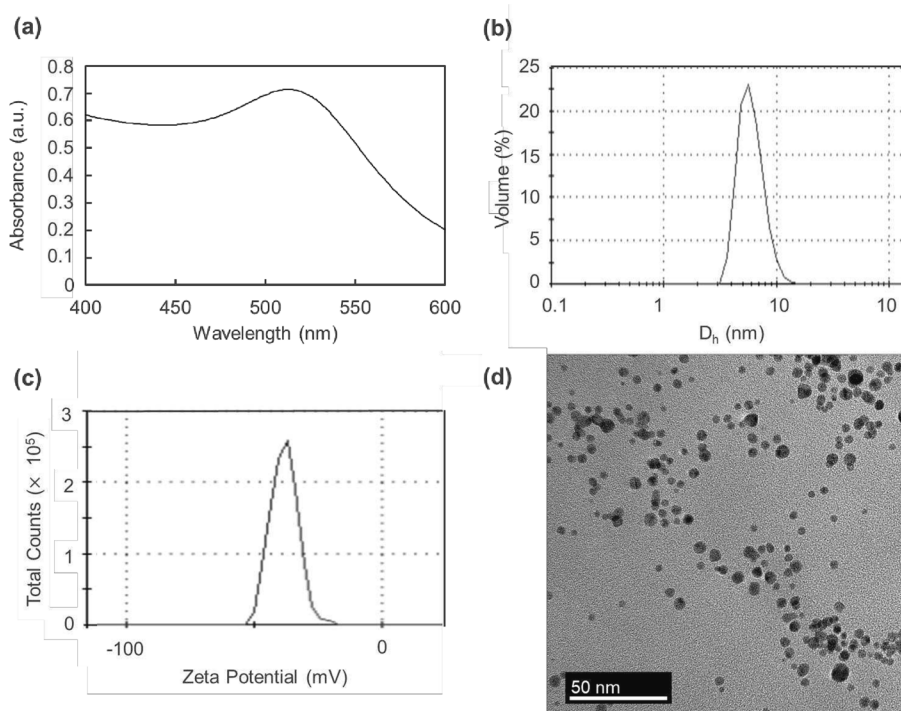 (a)
0.8
0.7
0.6
0.5
0.4
0.3
0.2
0.1
0
400 450 500 550 600
Absorbance (a.u.)
Wavelength (nm)
(b)
25
20
15
10
5
0
0.1 1 10 10
Volume (%)
Dₕ (nm)
(c)
3
2
1
0
-100 0
Total Counts (× 10⁵)
Zeta Potential (mV)
(d)
50 nm